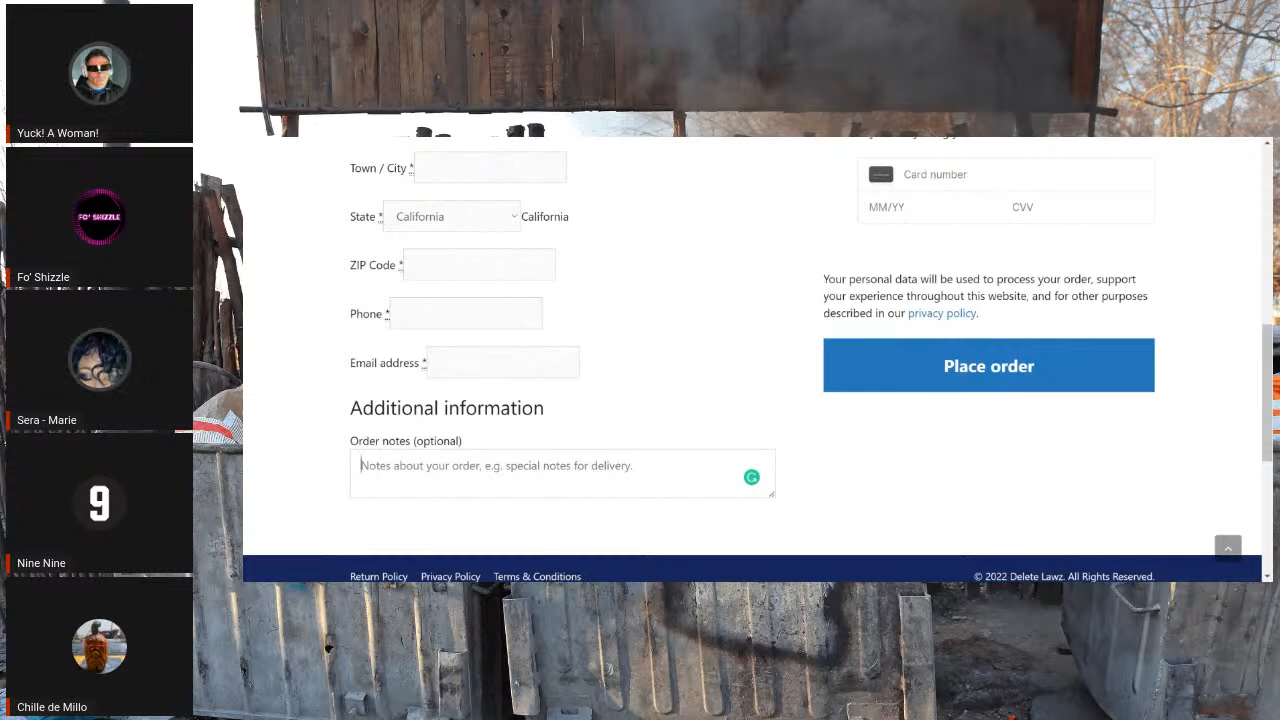 Yuck! A Woman!
FO' SHIZZLE
Fo' Shizzle
Sera - Marie
9
Nine Nine
Chille de Millo
Town / City *
State * California California
ZIP Code *
Phone *
Email address *
Additional information
Order notes (optional)
Notes about your order, e.g. special notes for delivery.
Card number
MM/YY CVV
Your personal data will be used to process your order, support
your experience throughout this website, and for other purposes
described in our privacy policy.
Place order
Return Policy Privacy Policy Terms & Conditions
© 2022 Delete Lawz. All Rights Reserved.